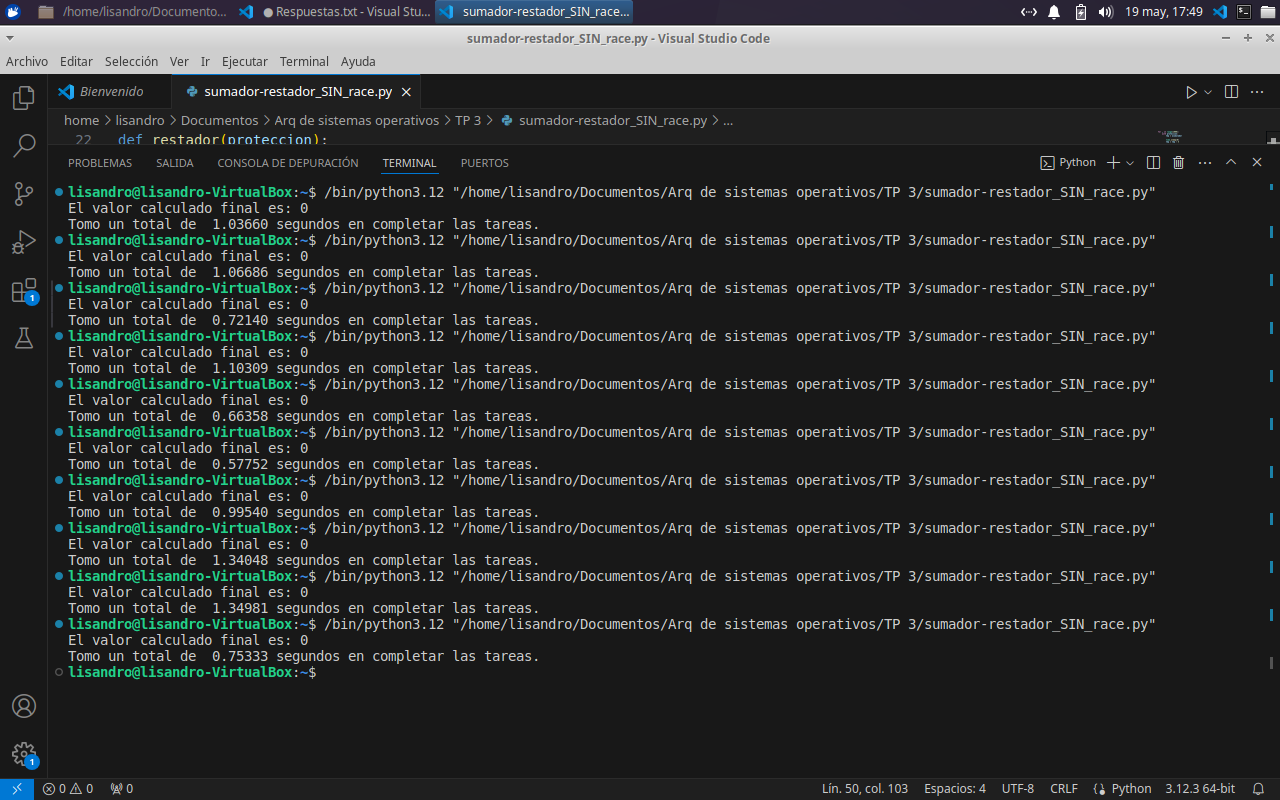 /home/lisandro/Documento...
● Respuestas.txt - Visual Stu...
sumador-restador_SIN_race...
19 may, 17:49
sumador-restador_SIN_race.py - Visual Studio Code
Archivo Editar Selección Ver Ir Ejecutar Terminal Ayuda
Bienvenido
sumador-restador_SIN_race.py
home > lisandro > Documentos > Arq de sistemas operativos > TP 3 > sumador-restador_SIN_race.py > ...
22 def restador(proteccion):
PROBLEMAS SALIDA CONSOLA DE DEPURACIÓN TERMINAL PUERTOS
Python
lisandro@lisandro-VirtualBox:~$ /bin/python3.12 "/home/lisandro/Documentos/Arq de sistemas operativos/TP 3/sumador-restador_SIN_race.py"
El valor calculado final es: 0
Tomo un total de  1.03660 segundos en completar las tareas.
lisandro@lisandro-VirtualBox:~$ /bin/python3.12 "/home/lisandro/Documentos/Arq de sistemas operativos/TP 3/sumador-restador_SIN_race.py"
El valor calculado final es: 0
Tomo un total de  1.06686 segundos en completar las tareas.
lisandro@lisandro-VirtualBox:~$ /bin/python3.12 "/home/lisandro/Documentos/Arq de sistemas operativos/TP 3/sumador-restador_SIN_race.py"
El valor calculado final es: 0
Tomo un total de  0.72140 segundos en completar las tareas.
lisandro@lisandro-VirtualBox:~$ /bin/python3.12 "/home/lisandro/Documentos/Arq de sistemas operativos/TP 3/sumador-restador_SIN_race.py"
El valor calculado final es: 0
Tomo un total de  1.10309 segundos en completar las tareas.
lisandro@lisandro-VirtualBox:~$ /bin/python3.12 "/home/lisandro/Documentos/Arq de sistemas operativos/TP 3/sumador-restador_SIN_race.py"
El valor calculado final es: 0
Tomo un total de  0.66358 segundos en completar las tareas.
lisandro@lisandro-VirtualBox:~$ /bin/python3.12 "/home/lisandro/Documentos/Arq de sistemas operativos/TP 3/sumador-restador_SIN_race.py"
El valor calculado final es: 0
Tomo un total de  0.57752 segundos en completar las tareas.
lisandro@lisandro-VirtualBox:~$ /bin/python3.12 "/home/lisandro/Documentos/Arq de sistemas operativos/TP 3/sumador-restador_SIN_race.py"
El valor calculado final es: 0
Tomo un total de  0.99540 segundos en completar las tareas.
lisandro@lisandro-VirtualBox:~$ /bin/python3.12 "/home/lisandro/Documentos/Arq de sistemas operativos/TP 3/sumador-restador_SIN_race.py"
El valor calculado final es: 0
Tomo un total de  1.34048 segundos en completar las tareas.
lisandro@lisandro-VirtualBox:~$ /bin/python3.12 "/home/lisandro/Documentos/Arq de sistemas operativos/TP 3/sumador-restador_SIN_race.py"
El valor calculado final es: 0
Tomo un total de  1.34981 segundos en completar las tareas.
lisandro@lisandro-VirtualBox:~$ /bin/python3.12 "/home/lisandro/Documentos/Arq de sistemas operativos/TP 3/sumador-restador_SIN_race.py"
El valor calculado final es: 0
Tomo un total de  0.75333 segundos en completar las tareas.
lisandro@lisandro-VirtualBox:~$
1
1
0 0 0
Lín. 50, col. 103 Espacios: 4 UTF-8 CRLF Python 3.12.3 64-bit